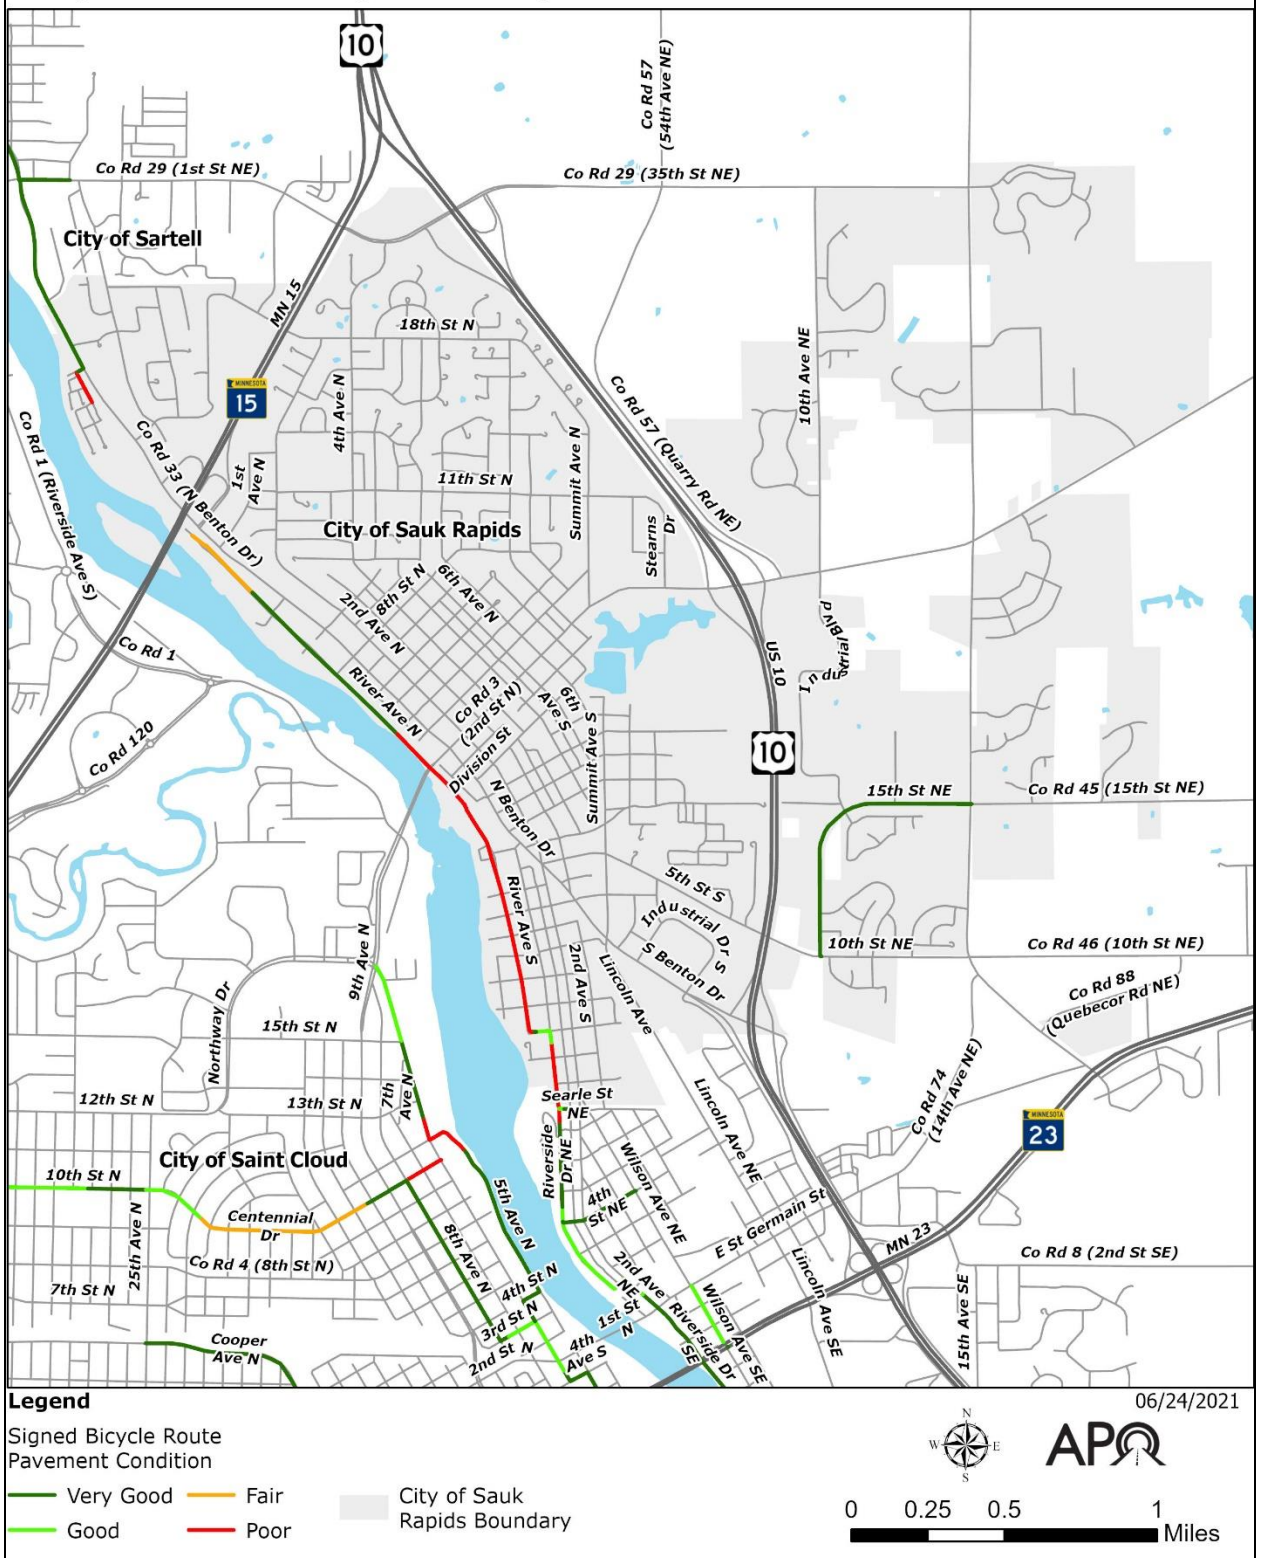 10
Co Rd 57
(54th Ave NE)
Co Rd 29 (1st St NE)
Co Rd 29 (35th St NE)
City of Sartell
MN 15
18th St N
10th Ave NE
MINNESOTA
15
4th Ave N
Co Rd 57 (Quarry Rd NE)
Co Rd 1 (Riverside Ave S)
Co Rd 33 (N Benton Dr)
1st
Ave N
11th St N
Summit Ave N
City of Sauk Rapids
Stearns
Dr
8th St N
6th Ave N
2nd Ave N
Industrial Blvd
Co Rd 1
US 10
River Ave N
Co Rd 3
(2nd St N)
6th
Ave S
Summit Ave S
Co Rd 120
Division St
10
N Benton Dr
15th St NE
Co Rd 45 (15th St NE)
5th St S
River Ave S
Industrial Dr S
S Benton Dr
10th St NE
Co Rd 46 (10th St NE)
9th Ave N
2nd Ave S
Lincoln Ave
Co Rd 88
(Quebecor Rd NE)
Northway Dr
15th St N
7th
Ave N
12th St N
13th St N
Searle St
NE
Lincoln Ave NE
Co Rd 74
(14th Ave NE)
MINNESOTA
23
City of Saint Cloud
Riverside
Dr NE
Wilson Ave NE
10th St N
5th Ave N
4th
St NE
E St Germain St
25th Ave N
Centennial
Dr
8th Ave N
MN 23
Co Rd 4 (8th St N)
Co Rd 8 (2nd St SE)
7th St N
4th St N
2nd Ave
NE
Lincoln Ave SE
3rd St N
1st St
N
Riverside Dr
SE
Wilson Ave SE
15th Ave SE
Cooper
Ave N
2nd St N
4th
Ave S
Legend
06/24/2021
Signed Bicycle Route
Pavement Condition
Very Good
Fair
Good
Poor
City of Sauk
Rapids Boundary
N
W E
S
APO
0 0.25 0.5 1
Miles